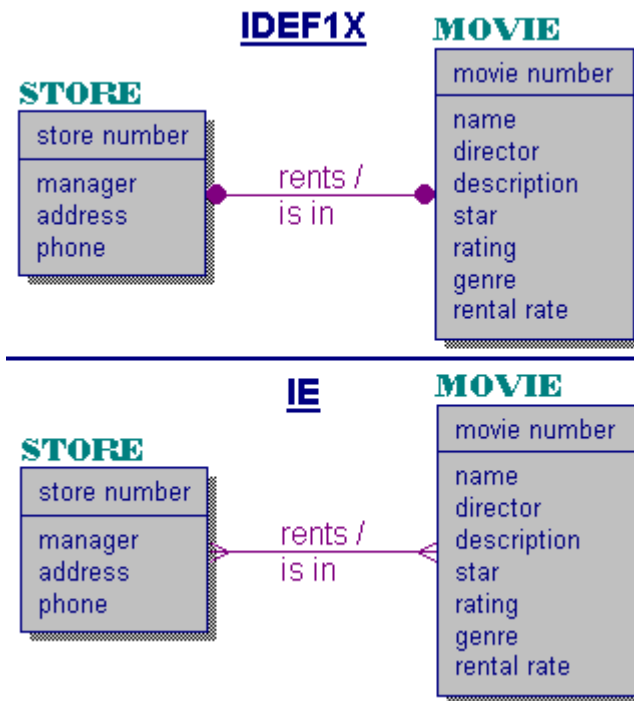 IDEF1X
MOVIE
movie number
name
director
description
star
rating
genre
rental rate
STORE
store number
manager
address
phone
rents /
is in
IE
MOVIE
movie number
name
director
description
star
rating
genre
rental rate
STORE
store number
manager
address
phone
rents /
is in